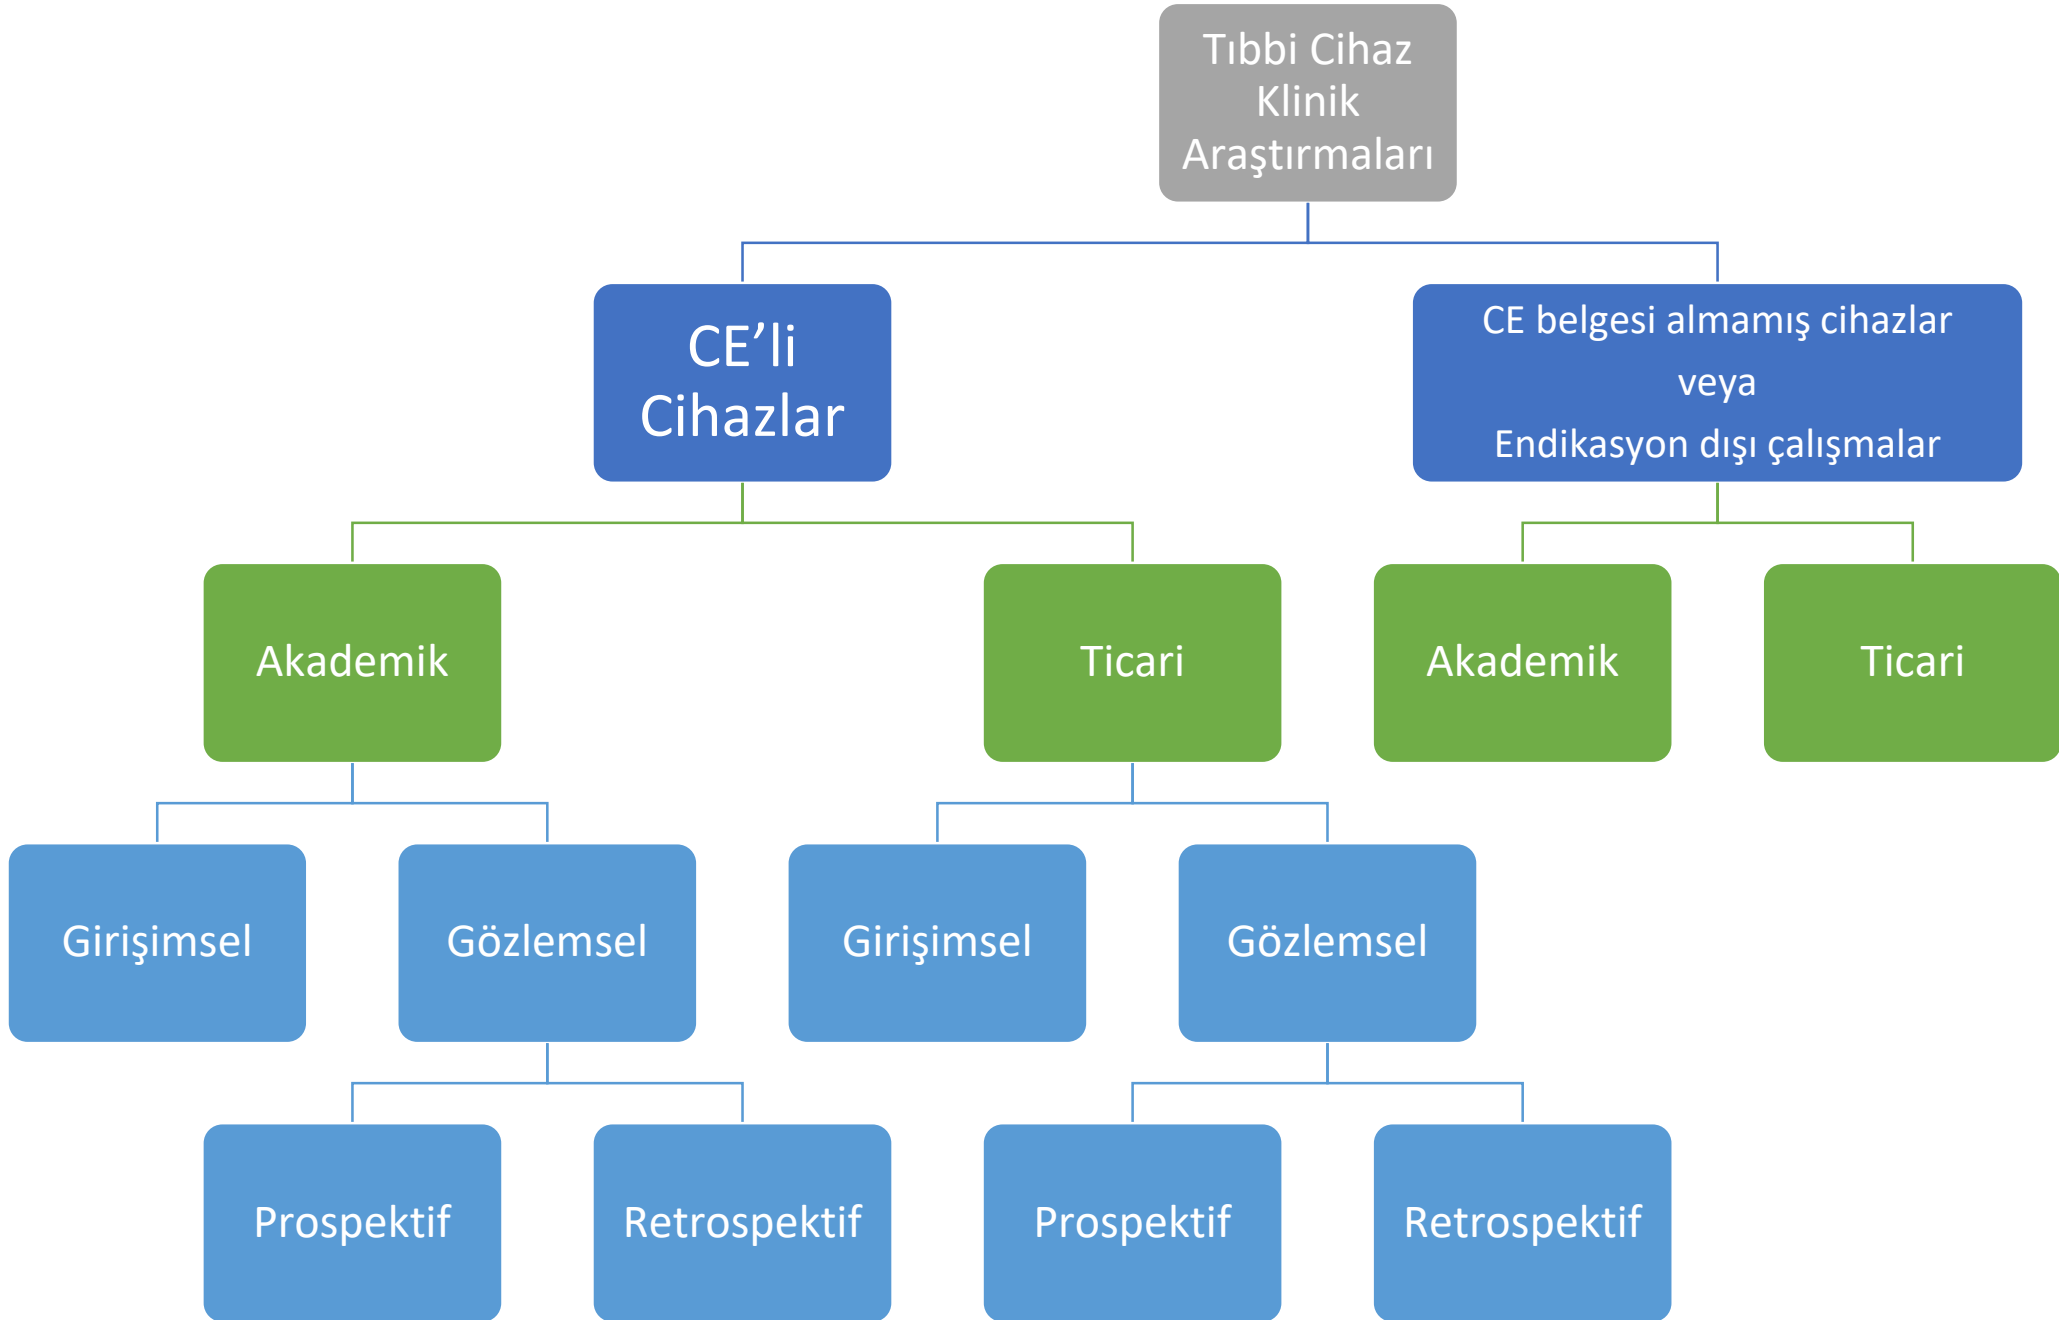 Tıbbi Cihaz
Klinik
Araştırmaları
CE’li
Cihazlar
CE belgesi almamış cihazlar
veya
Endikasyon dışı çalışmalar
Akademik
Ticari
Akademik
Ticari
Girişimsel
Gözlemsel
Girişimsel
Gözlemsel
Prospektif
Retrospektif
Prospektif
Retrospektif